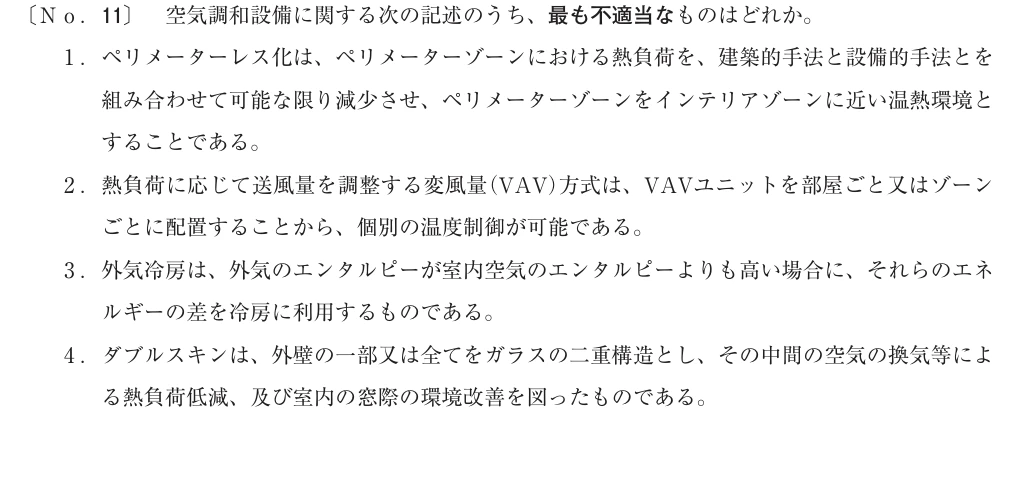 〔Ｎｏ．11〕　空気調和設備に関する次の記述のうち、最も不適当なものはどれか。
１．ペリメーターレス化は、ペリメーターゾーンにおける熱負荷を、建築的手法と設備的手法とを
組み合わせて可能な限り減少させ、ペリメーターゾーンをインテリアゾーンに近い温熱環境と
することである。
２．熱負荷に応じて送風量を調整する変風量(VAV)方式は、VAVユニットを部屋ごと又はゾーン
ごとに配置することから、個別の温度制御が可能である。
３．外気冷房は、外気のエンタルピーが室内空気のエンタルピーよりも高い場合に、それらのエネ
ルギーの差を冷房に利用するものである。
４．ダブルスキンは、外壁の一部又は全てをガラスの二重構造とし、その中間の空気の換気等によ
る熱負荷低減、及び室内の窓際の環境改善を図ったものである。